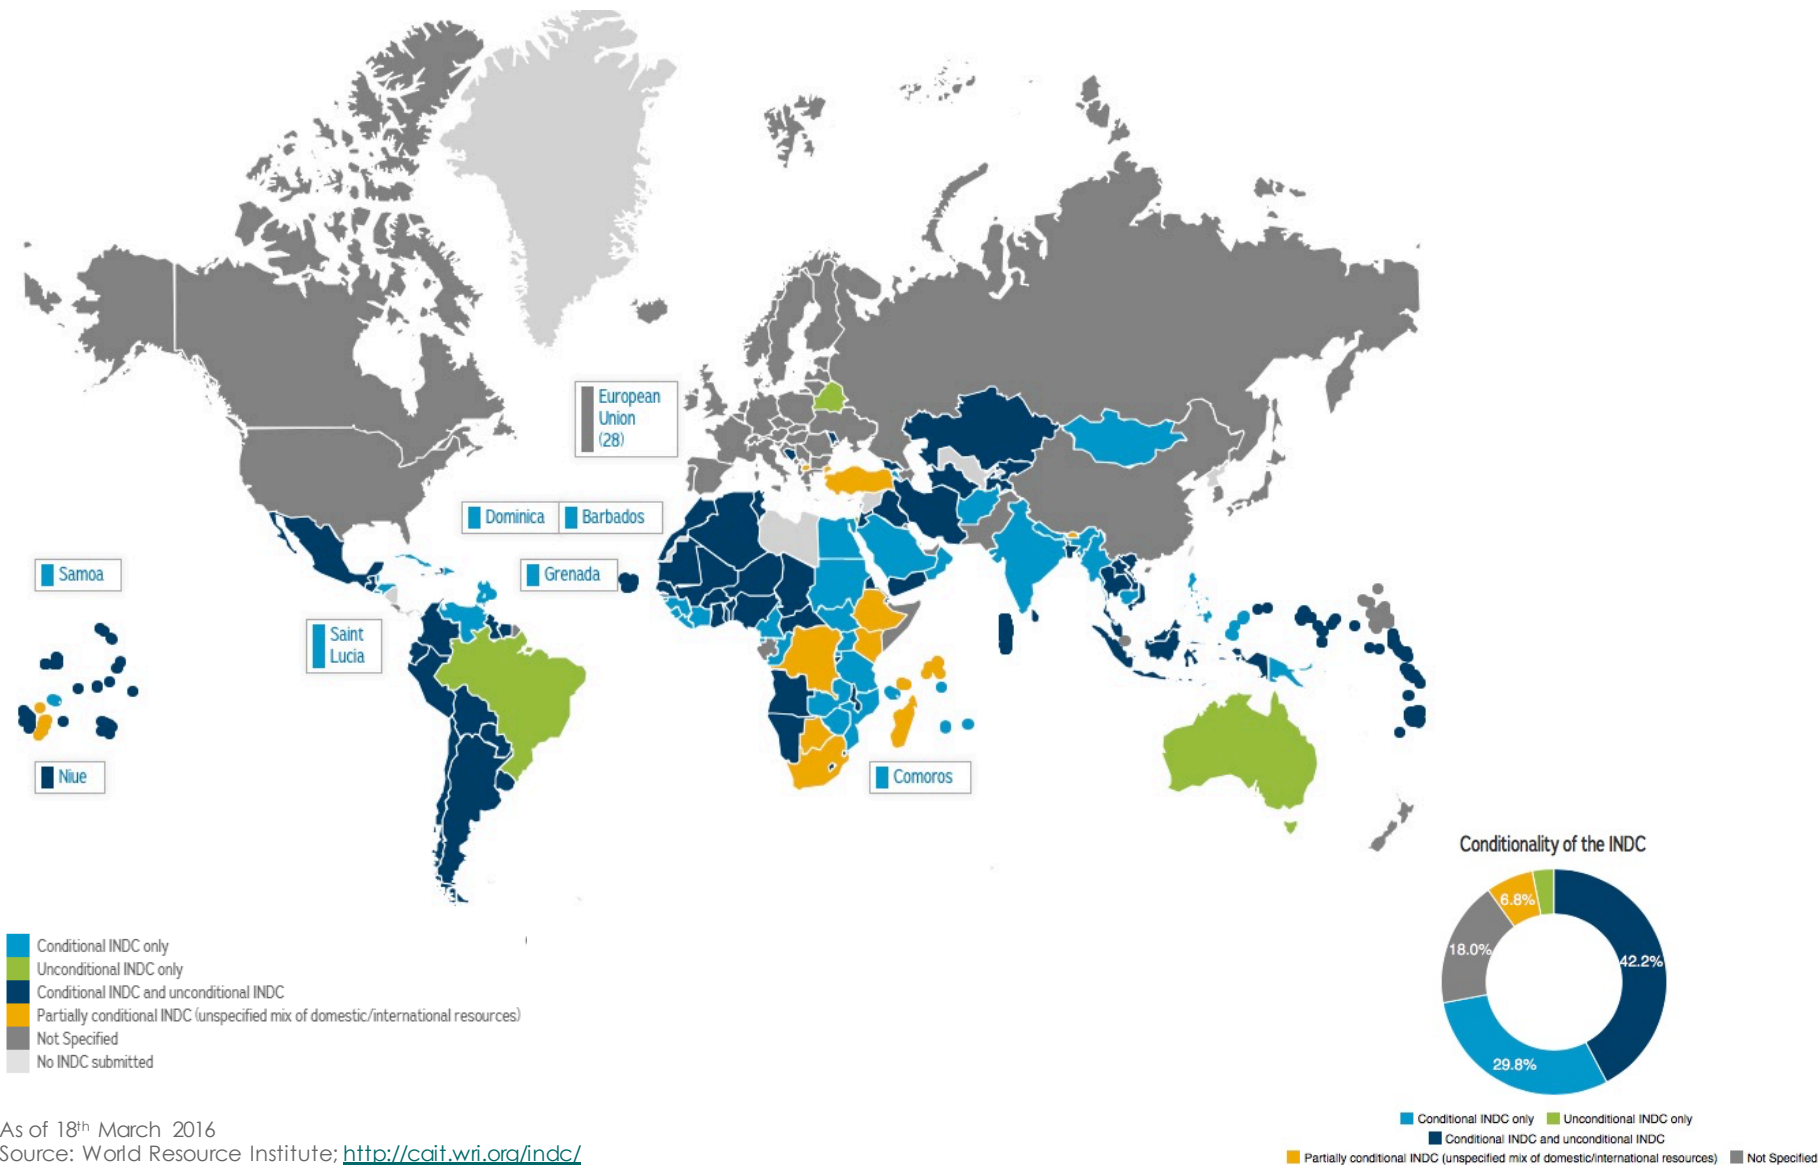 European
Union
(28)
Dominica
Barbados
Samoa
Grenada
Saint
Lucia
Niue
Comoros
Conditionality of the INDC
6.8%
18.0%
42.2%
29.8%
Conditional INDC only
Unconditional INDC only
Conditional INDC and unconditional INDC
Partially conditional INDC (unspecified mix of domestic/international resources)
Not Specified
No INDC submitted
Conditional INDC only
Unconditional INDC only
Conditional INDC and unconditional INDC
Partially conditional INDC (unspecified mix of domestic/international resources)
Not Specified
As of 18th March 2016
Source: World Resource Institute; http://cait.wri.org/indc/